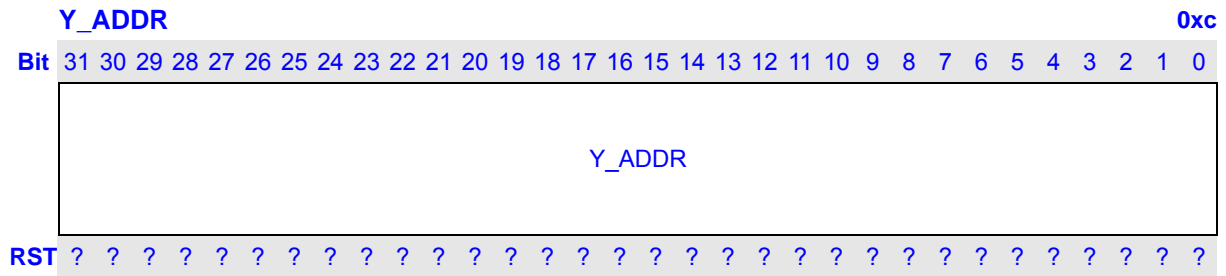 Y_ADDR 0xc
Bit 31 30 29 28 27 26 25 24 23 22 21 20 19 18 17 16 15 14 13 12 11 10 9 8 7 6 5 4 3 2 1 0
Y_ADDR
RST ? ? ? ? ? ? ? ? ? ? ? ? ? ? ? ? ? ? ? ? ? ? ? ? ? ? ? ? ? ? ? ?